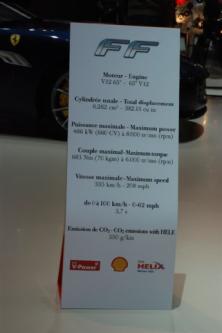 FF
Moteur - Engine
V12 65° - 65° V12
Cylindrée totale - Total displacement
6,262 cm³ - 382.13 cu in
Puissance maximale - Maximum power
486 kW (660 CV) à 8000 tr/mn (rpm)
Couple maximal - Maximum torque
683 Nm (70 kgm) à 6000 tr/mn (rpm)
Vitesse maximale - Maximum speed
335 km/h - 208 mph
de 0 à 100 km/h - 0-62 mph
3,7 s
Emission de CO2 - CO2 emissions with HELE
360 g/km
Shell
V-Power
Shell
HELIX